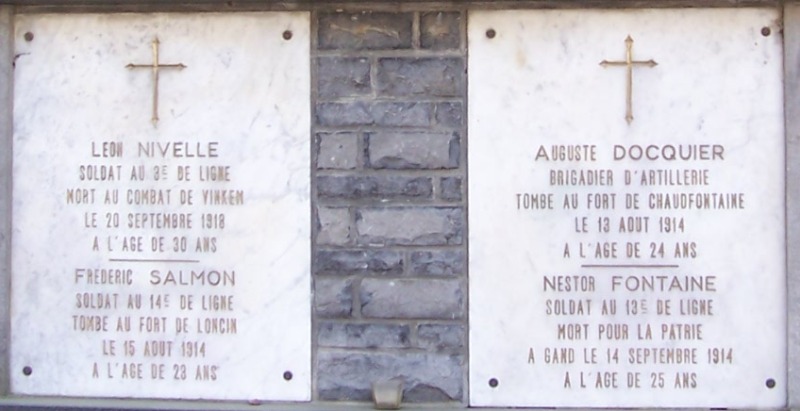 LEON NIVELLE
SOLDAT AU 3E DE LIGNE
MORT AU COMBAT DE VINKEM
LE 20 SEPTEMBRE 1918
A L'AGE DE 30 ANS
FREDERIC SALMON
SOLDAT AU 14E DE LIGNE
TOMBE AU FORT DE LONCIN
LE 15 AOUT 1914
A L'AGE DE 23 ANS
AUGUSTE DOCQUIER
BRIGADIER D'ARTILLERIE
TOMBE AU FORT DE CHAUDFONTAINE
LE 13 AOUT 1914
A L'AGE DE 24 ANS
NESTOR FONTAINE
SOLDAT AU 13E DE LIGNE
MORT POUR LA PATRIE
A GAND LE 14 SEPTEMBRE 1914
A L'AGE DE 25 ANS